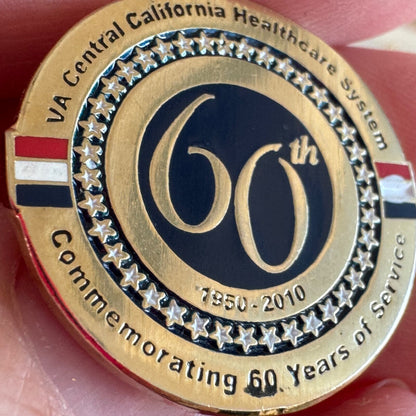 VA Central California Healthcare System
60th
1950-2010
Commemorating 60 Years of Service